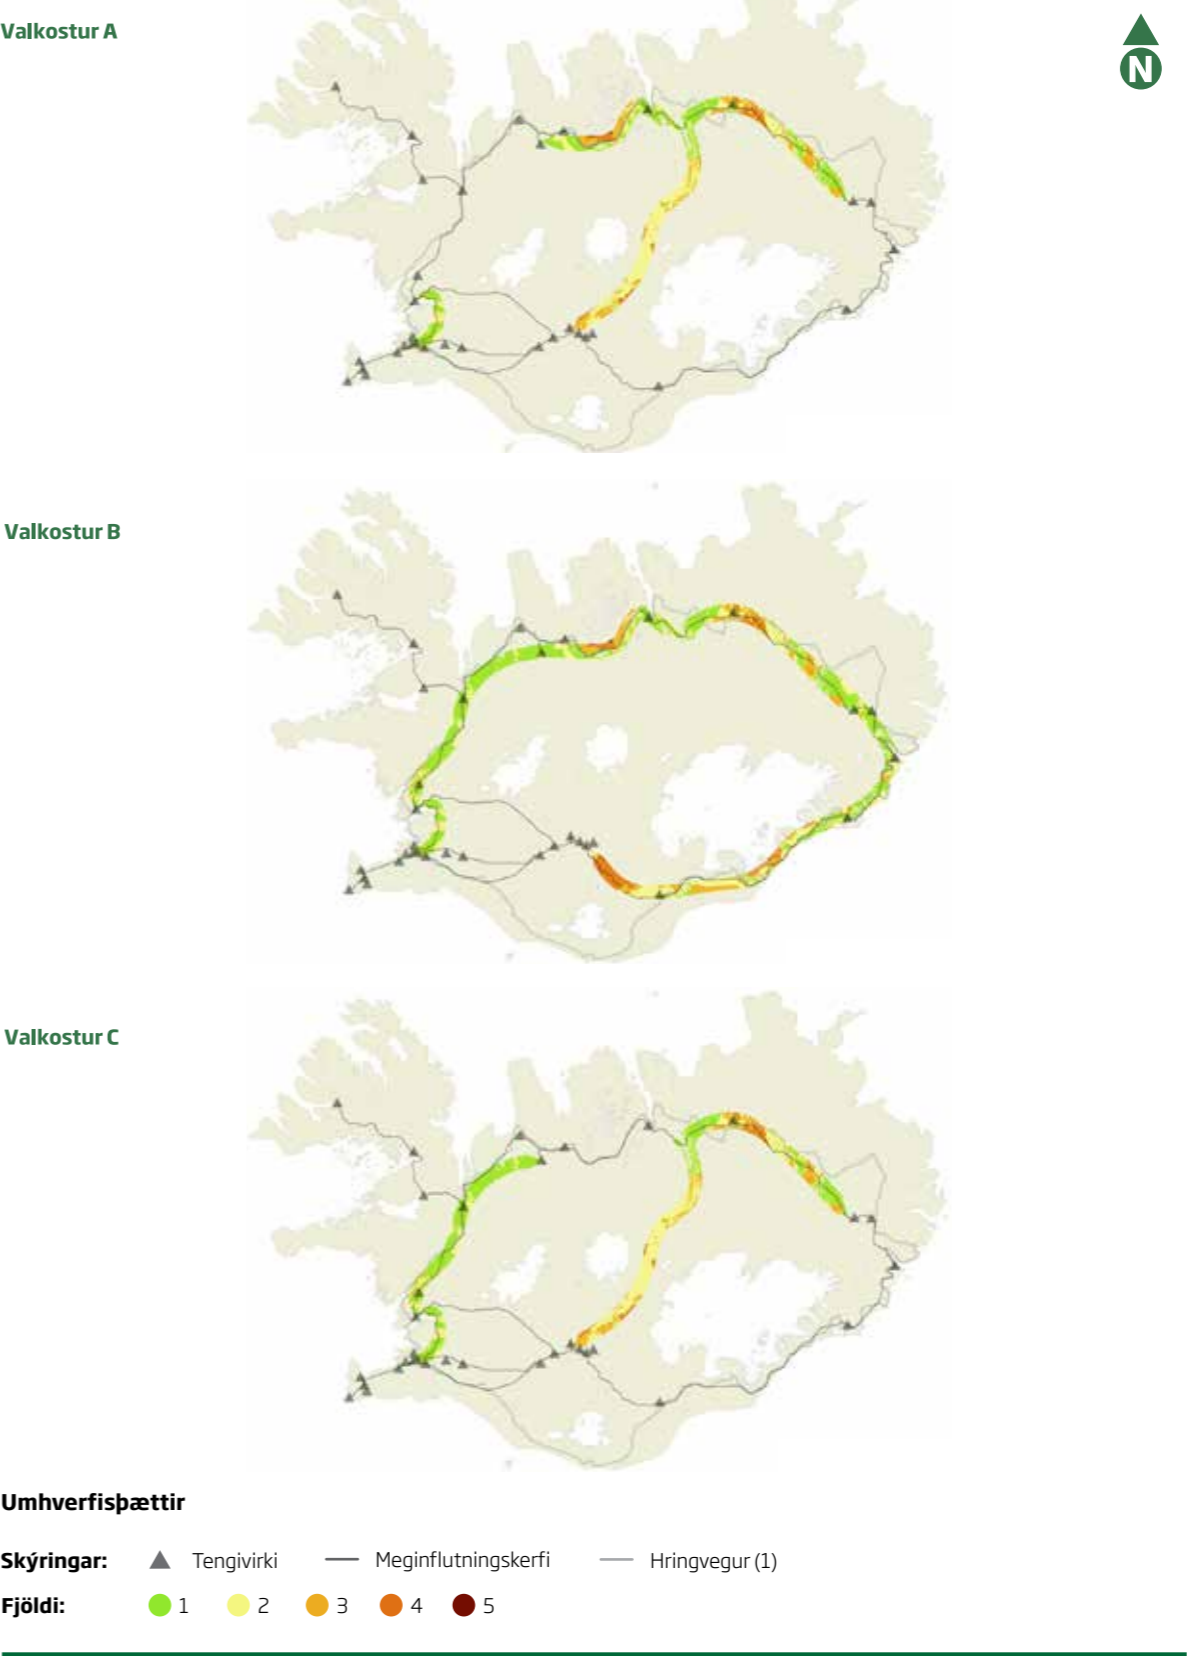 Valkostur A
N
Valkostur B
Valkostur C
Umhverfisþættir
Skýringar: Tengivirki Meginflutningskerfi Hringvegur (1)
Fjöldi: 1 2 3 4 5